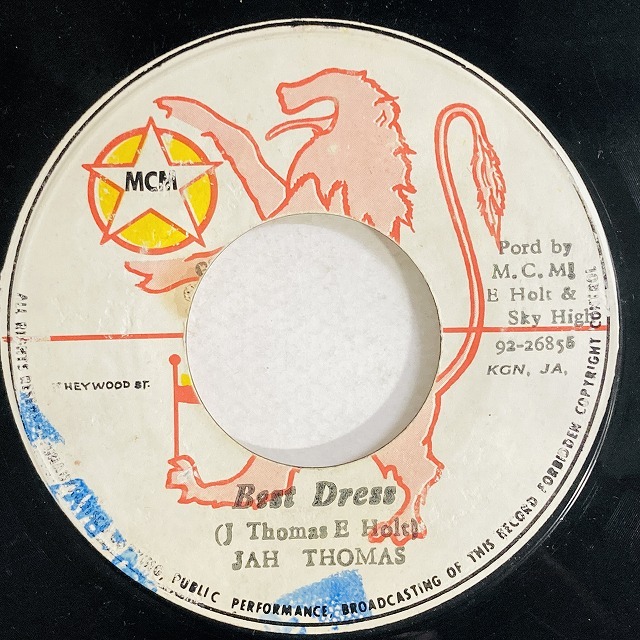 MCM
Pord by
M. C. M
E Holt &
Sky High
92-26855
KGN, JA,
HEYWOOD ST.
Best Dress
(J Thomas E Holt)
JAH THOMAS
PUBLIC PERFORMANCE, BROADCASTING OF THIS RECORD FORBIDDEN COPYRIGHT CONTROL